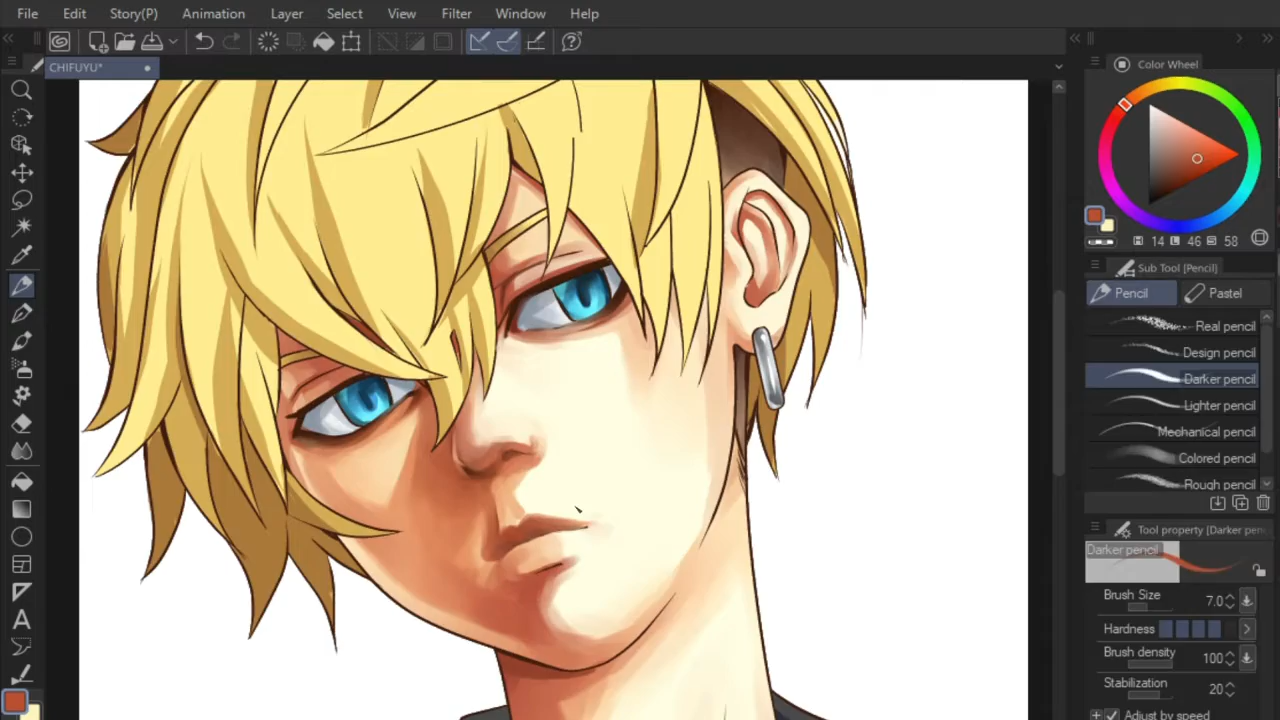 File Edit Story(P) Animation Layer Select View Filter Window Help
CHIFUYU*
Color Wheel
H 14 L 46 S 58
Sub Tool [Pencil]
Pencil Pastel
Real pencil
Design pencil
Darker pencil
Lighter pencil
Mechanical pencil
Colored pencil
Rough pencil
Tool property [Darker pen
Darker pencil
Brush Size 7.0
Hardness
Brush density 100
Stabilization 20
Adjust by speed